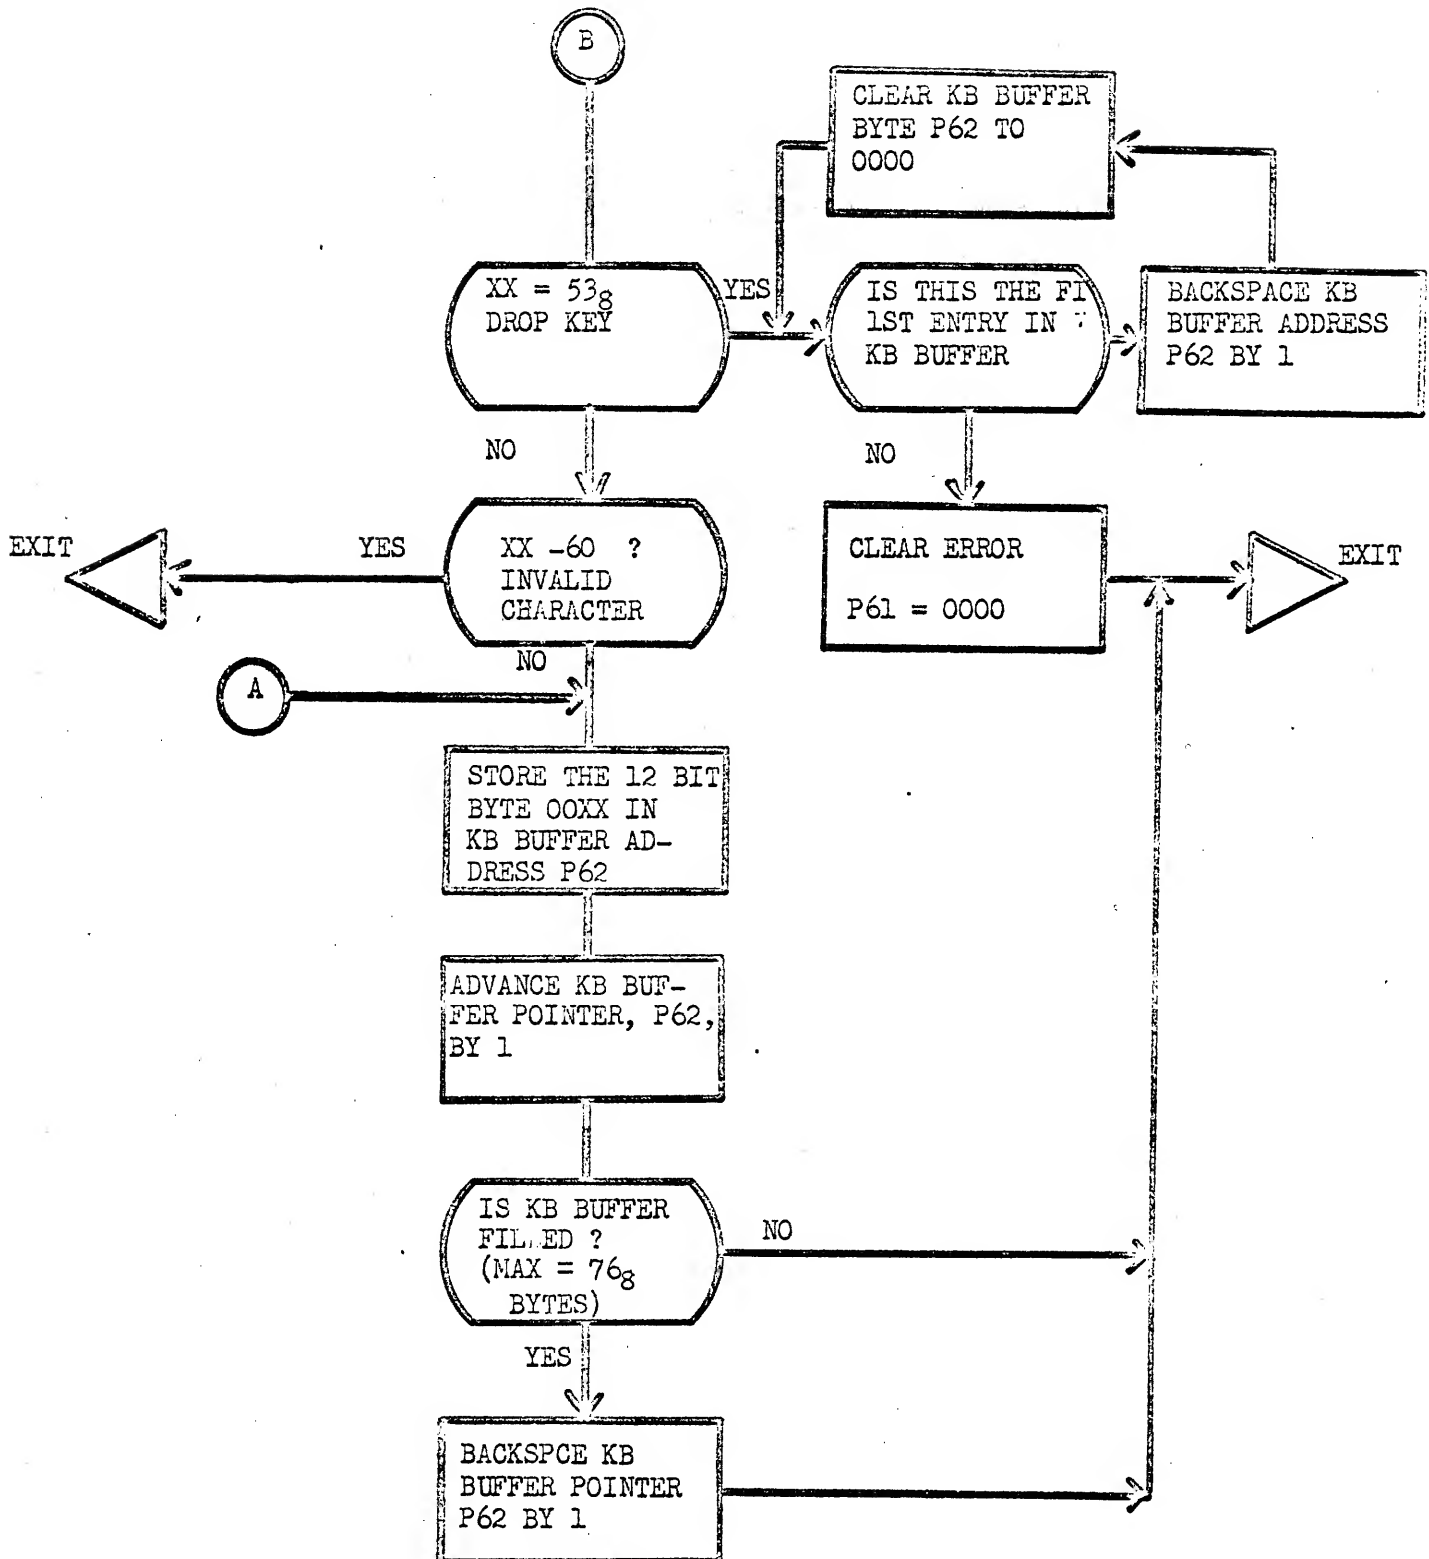 B
CLEAR KB BUFFER
BYTE P62 TO
0000
XX = 53₈
DROP KEY
YES
IS THIS THE FI
1ST ENTRY IN
KB BUFFER
BACKSPACE KB
BUFFER ADDRESS
P62 BY 1
NO
NO
EXIT
YES
XX -60 ?
INVALID
CHARACTER
CLEAR ERROR
P61 = 0000
EXIT
NO
A
STORE THE 12 BIT
BYTE 00XX IN
KB BUFFER AD-
DRESS P62
ADVANCE KB BUF-
FER POINTER, P62,
BY 1
IS KB BUFFER
FILLED ?
(MAX = 76₈
BYTES)
NO
YES
BACKSPCE KB
BUFFER POINTER
P62 BY 1